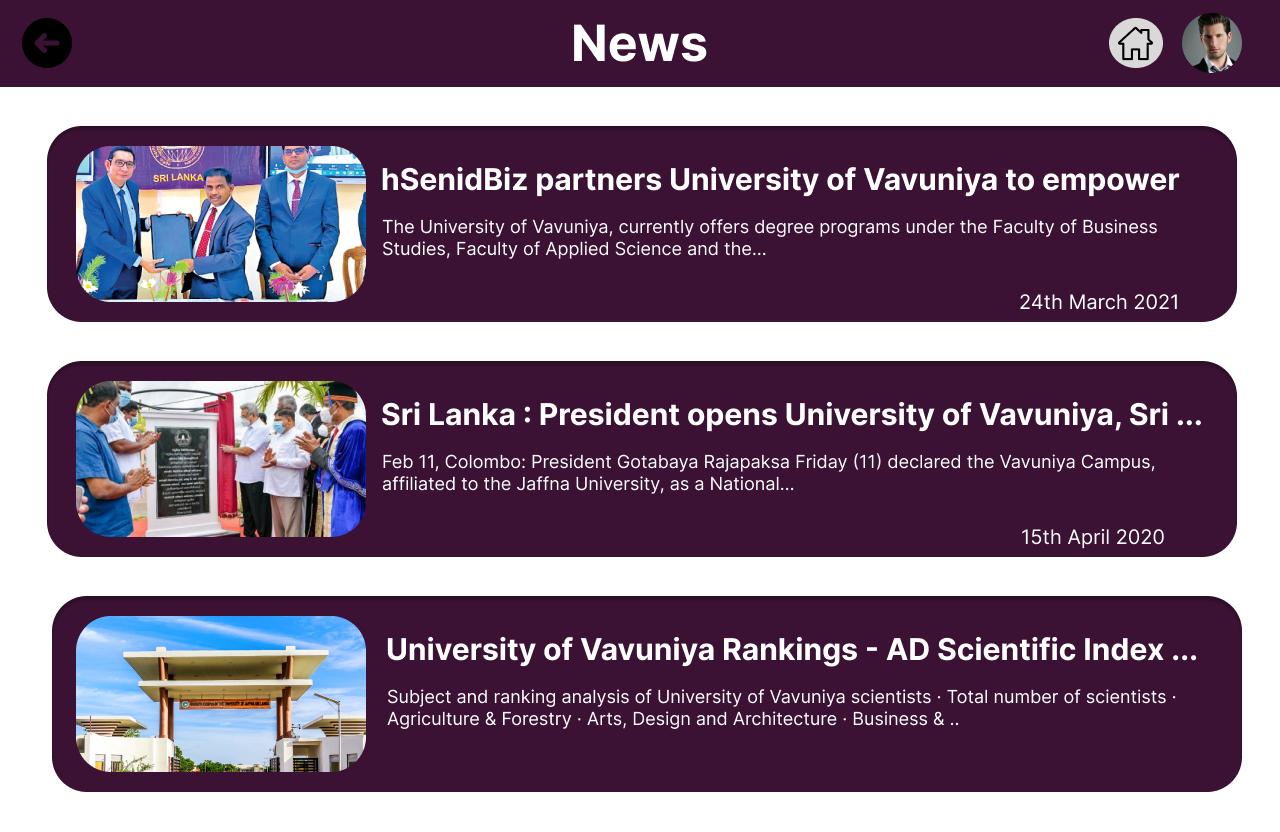 News
SRI LANKA
hSenidBiz partners University of Vavuniya to empower
The University of Vavuniya, currently offers degree programs under the Faculty of Business
Studies, Faculty of Applied Science and the...
24th March 2021
Sri Lanka : President opens University of Vavuniya, Sri ...
Feb 11, Colombo: President Gotabaya Rajapaksa Friday (11) declared the Vavuniya Campus,
affiliated to the Jaffna University, as a National...
15th April 2020
University of Vavuniya Rankings - AD Scientific Index ...
Subject and ranking analysis of University of Vavuniya scientists · Total number of scientists ·
Agriculture & Forestry · Arts, Design and Architecture · Business & ..